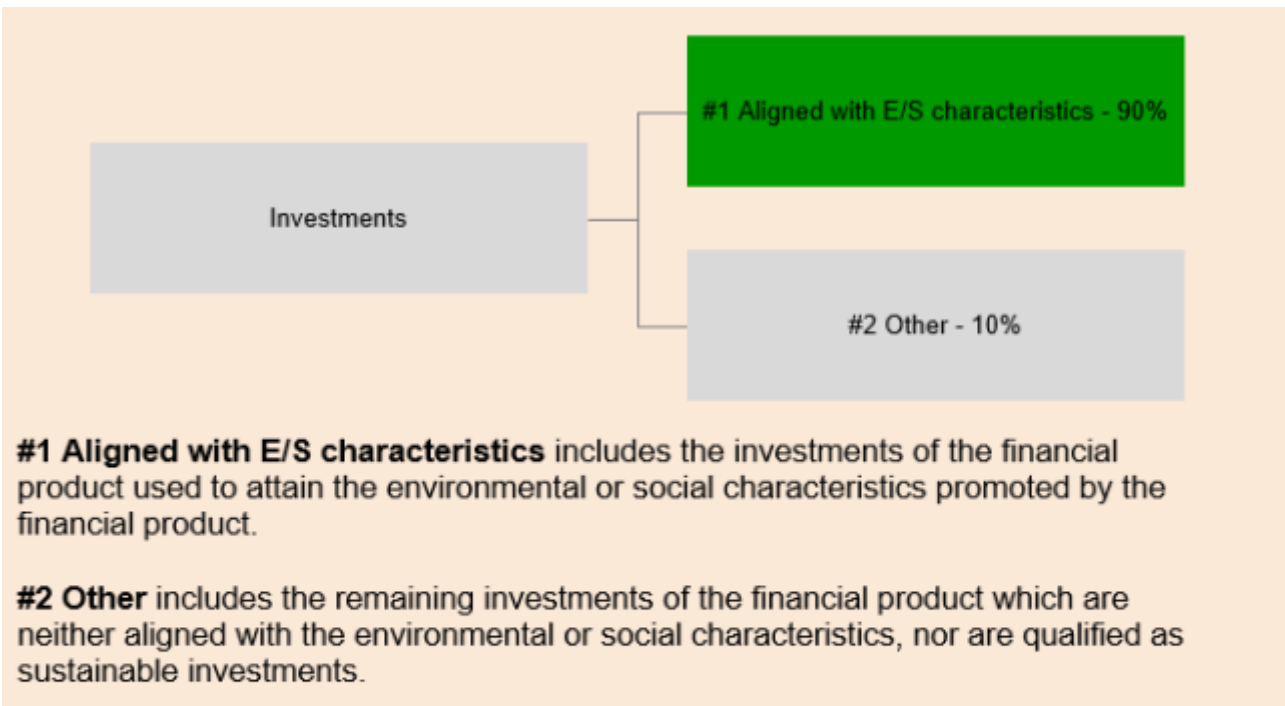 #1 Aligned with E/S characteristics - 90%
Investments
#2 Other - 10%
#1 Aligned with E/S characteristics includes the investments of the financial
product used to attain the environmental or social characteristics promoted by the
financial product.
#2 Other includes the remaining investments of the financial product which are
neither aligned with the environmental or social characteristics, nor are qualified as
sustainable investments.